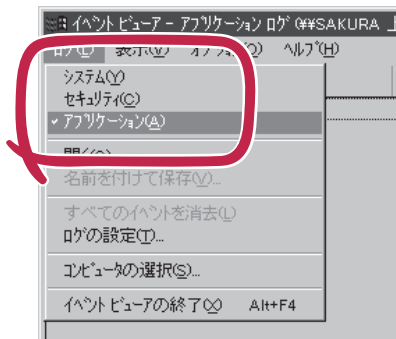 イベント ビューア - アプリケーション ログ (¥¥SAKURA 上
ログ(L) 表示(V) オプション(O) ヘルプ(H)
システム(Y)
セキュリティ(C)
アプリケーション(A)
開く(O)...
名前を付けて保存(V)...
すべてのイベントを消去(L)
ログの設定(T)...
コンピュータの選択(S)...
イベント ビューアの終了(X) Alt+F4